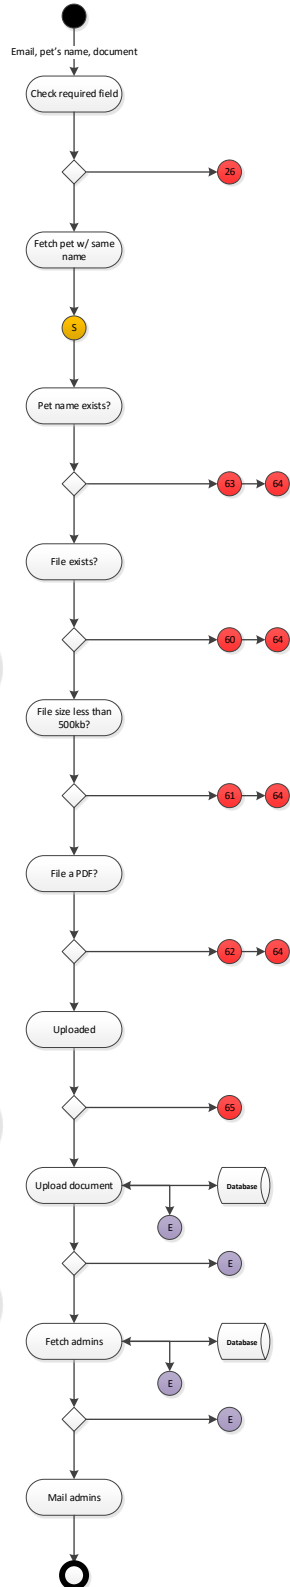 Email, pet's name, document
Check required field
26
Fetch pet w/ same
name
S
Pet name exists?
63
64
File exists?
60
64
File size less than
500kb?
61
64
File a PDF?
62
64
Uploaded
65
Upload document
Database
E
E
Fetch admins
Database
E
E
Mail admins